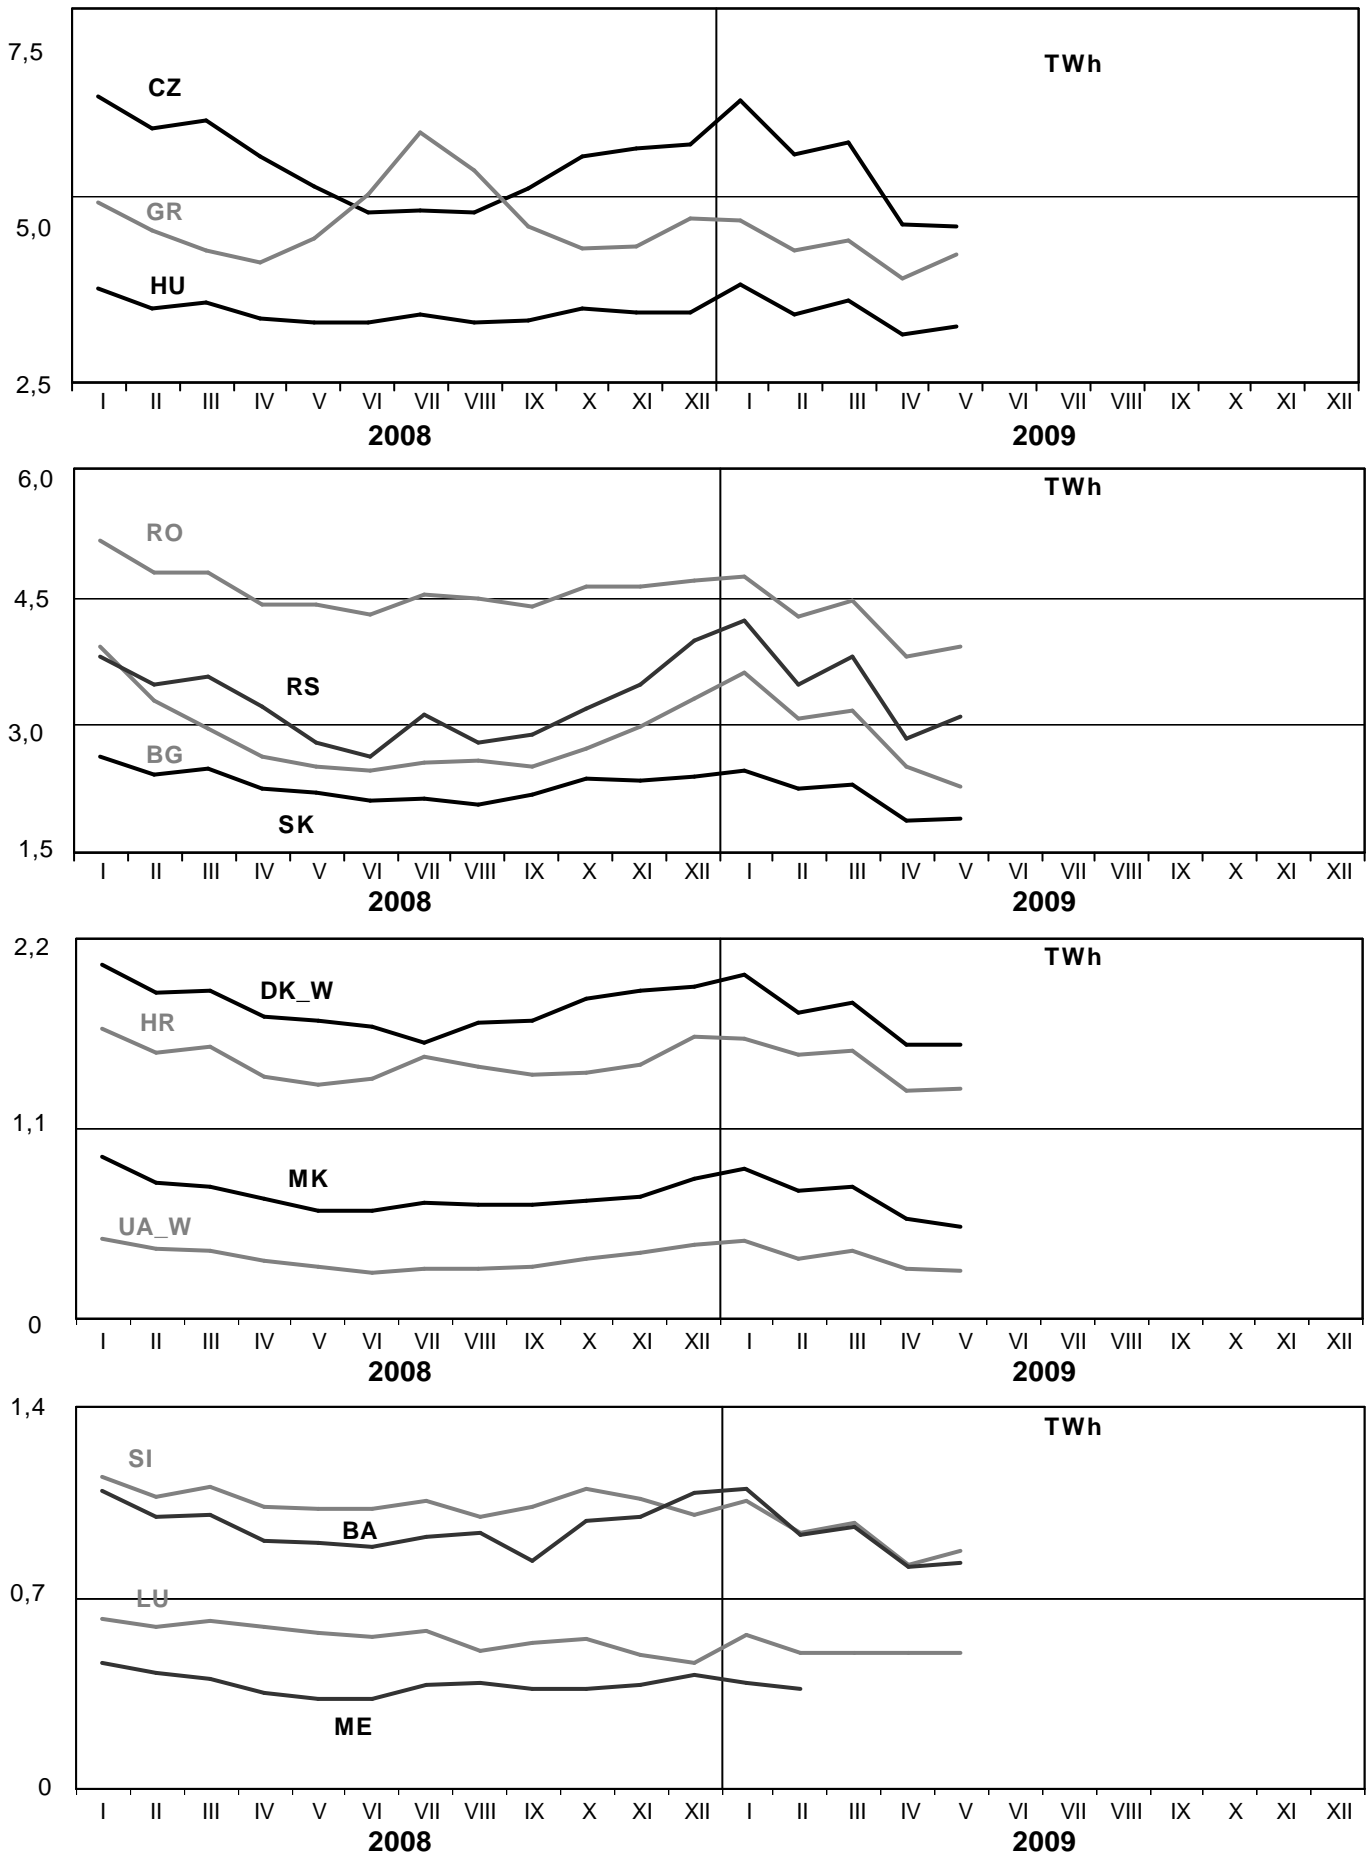 7,5
TWh
CZ
GR
5,0
HU
2,5
I II III IV V VI VII VIII IX X XI XII I II III IV V VI VII VIII IX X XI XII
2008 2009
6,0
TWh
RO
4,5
RS
3,0
BG
SK
1,5
I II III IV V VI VII VIII IX X XI XII I II III IV V VI VII VIII IX X XI XII
2008 2009
2,2
TWh
DK_W
HR
1,1
MK
UA_W
0
I II III IV V VI VII VIII IX X XI XII I II III IV V VI VII VIII IX X XI XII
2008 2009
1,4
TWh
SI
BA
0,7
LU
ME
0
I II III IV V VI VII VIII IX X XI XII I II III IV V VI VII VIII IX X XI XII
2008 2009